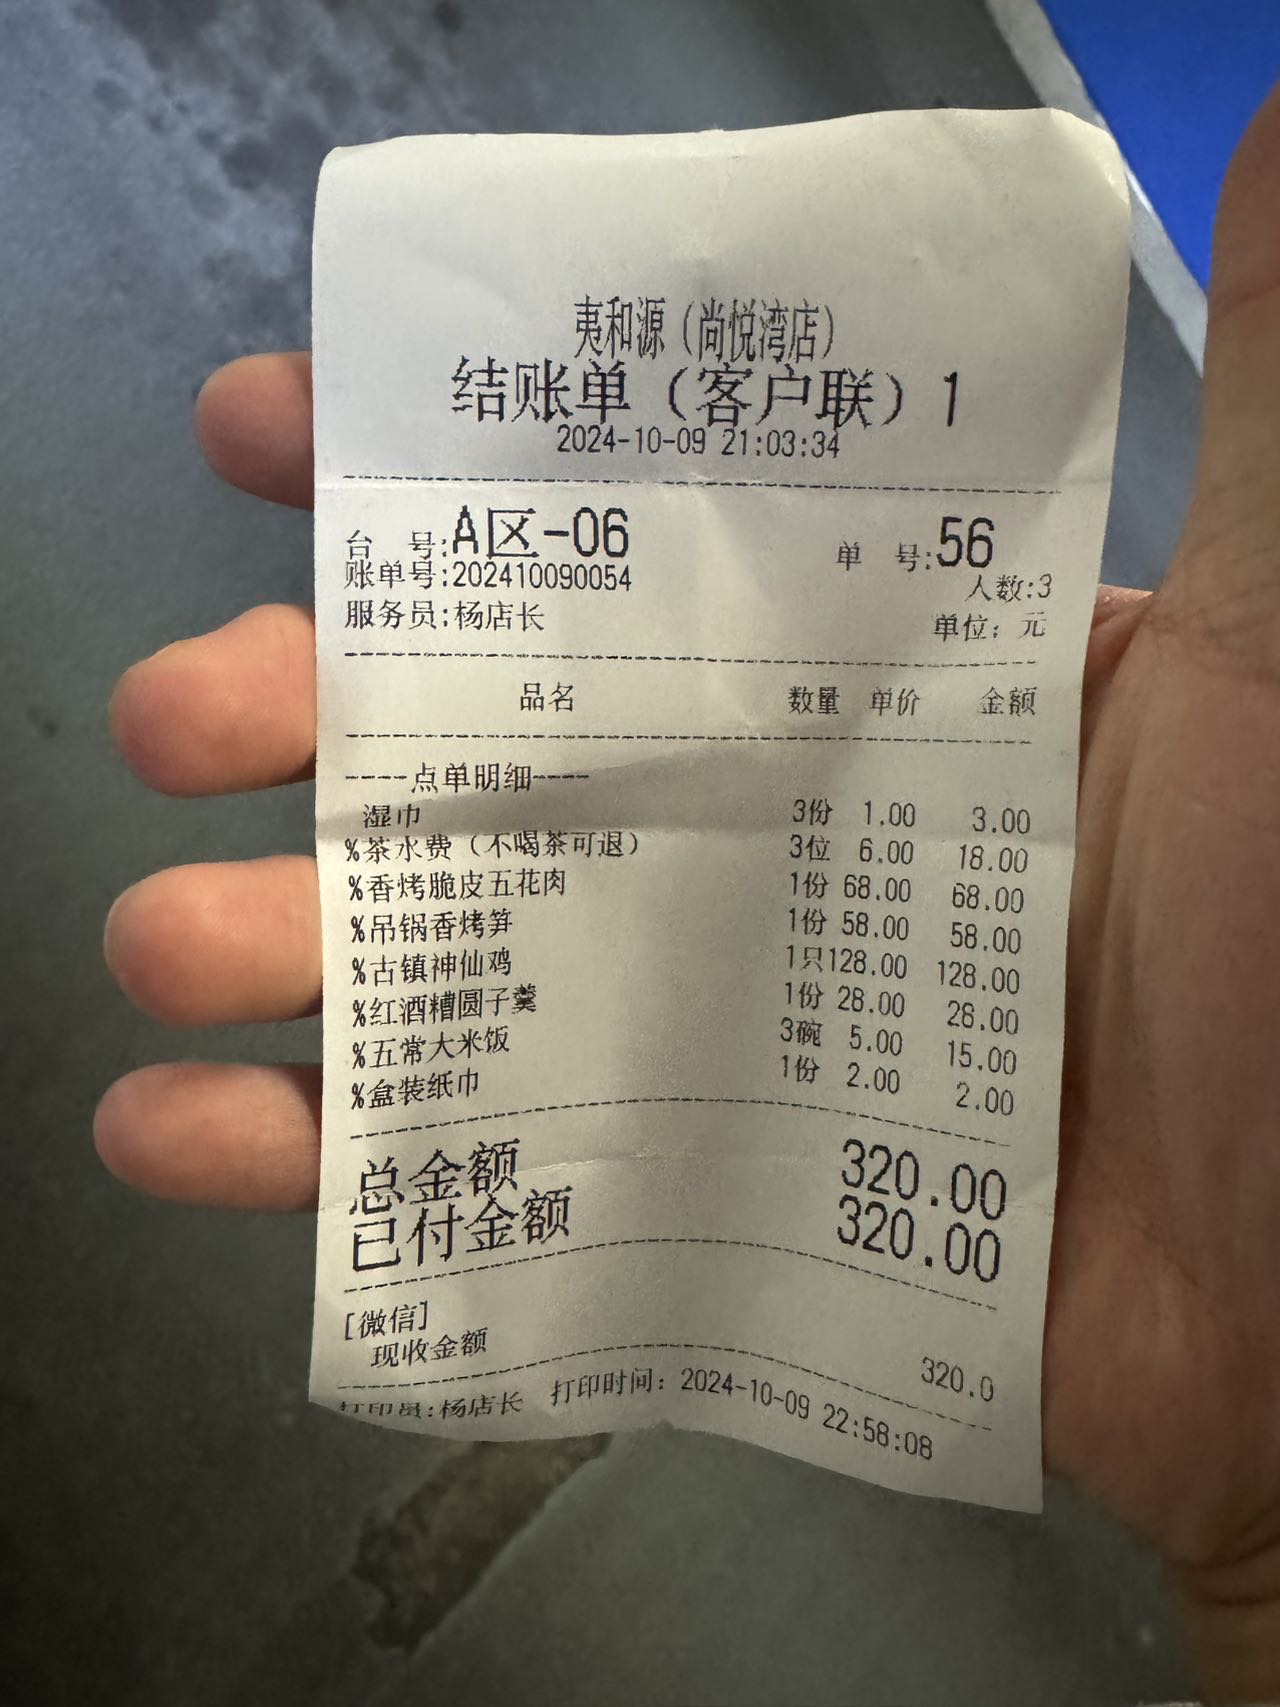 夷和源（尚悦湾店）
结账单（客户联）1
2024-10-09 21:03:34
台 号:A区-06 单 号:56
账单号:202410090054 人数:3
服务员:杨店长 单位：元
品名 数量 单价 金额
----点单明细----
湿巾 3份 1.00 3.00
%茶水费（不喝茶可退） 3位 6.00 18.00
%香烤脆皮五花肉 1份 68.00 68.00
%吊锅香烤笋 1份 58.00 58.00
%古镇神仙鸡 1只128.00 128.00
%红酒糟圆子羹 1份 28.00 28.00
%五常大米饭 3碗 5.00 15.00
%盒装纸巾 1份 2.00 2.00
总金额 320.00
已付金额 320.00
[微信]
现收金额 320.0
打印员:杨店长 打印时间：2024-10-09 22:58:08